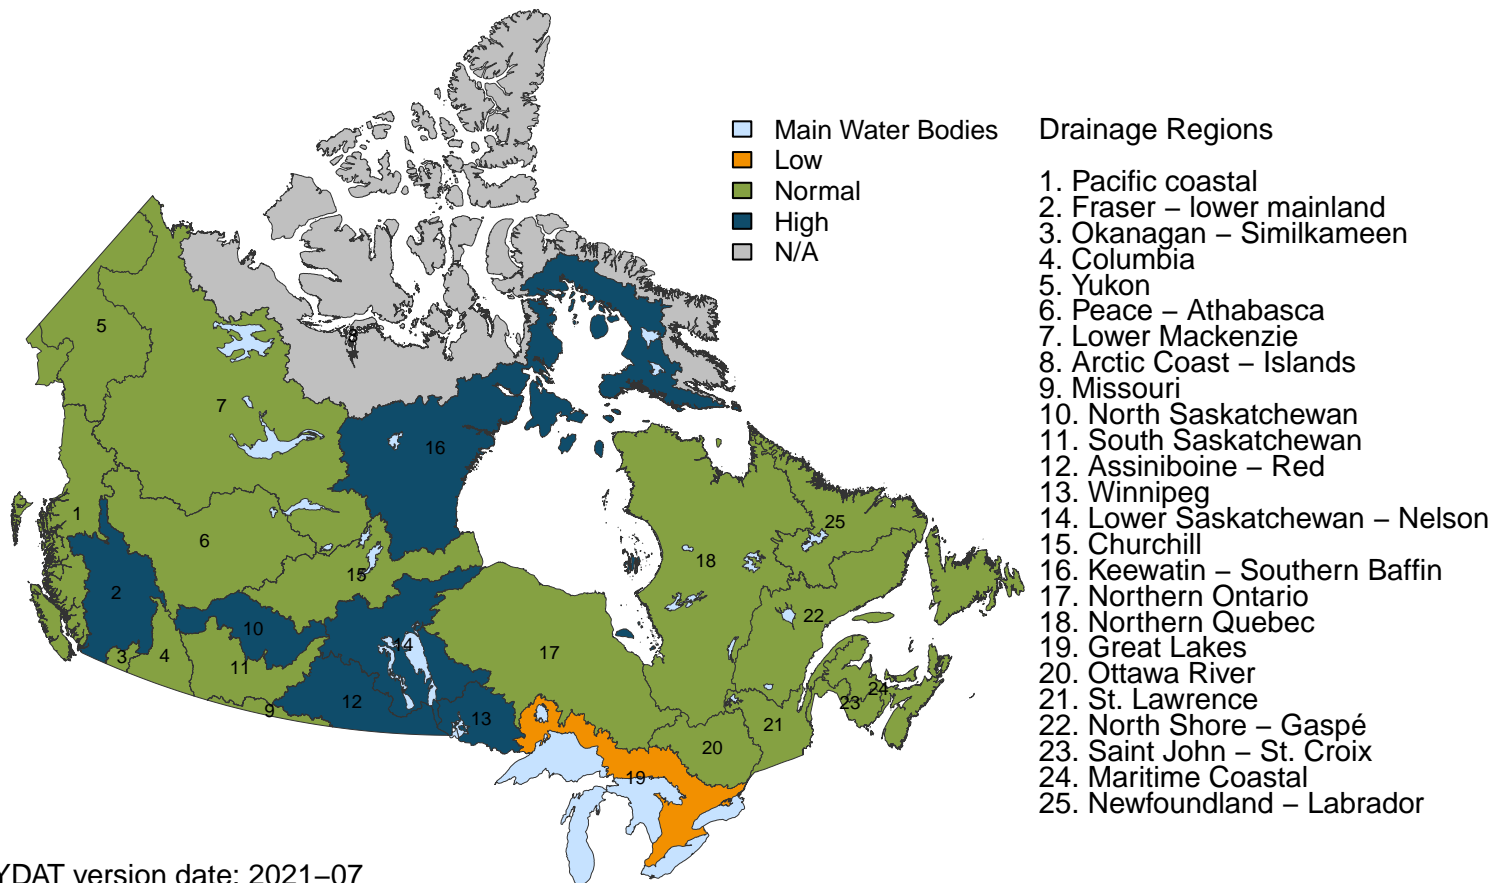 Main Water Bodies
Low
Normal
High
N/A
Drainage Regions
1. Pacific coastal
2. Fraser – lower mainland
3. Okanagan – Similkameen
4. Columbia
5. Yukon
6. Peace – Athabasca
7. Lower Mackenzie
8. Arctic Coast – Islands
9. Missouri
10. North Saskatchewan
11. South Saskatchewan
12. Assiniboine – Red
13. Winnipeg
14. Lower Saskatchewan – Nelson
15. Churchill
16. Keewatin – Southern Baffin
17. Northern Ontario
18. Northern Quebec
19. Great Lakes
20. Ottawa River
21. St. Lawrence
22. North Shore – Gaspé
23. Saint John – St. Croix
24. Maritime Coastal
25. Newfoundland – Labrador
5
8
7
16
1
6
25
18
15
2
22
10
14
17
3
4
11
24
23
12
9
13
21
20
19
YDAT version date: 2021–07